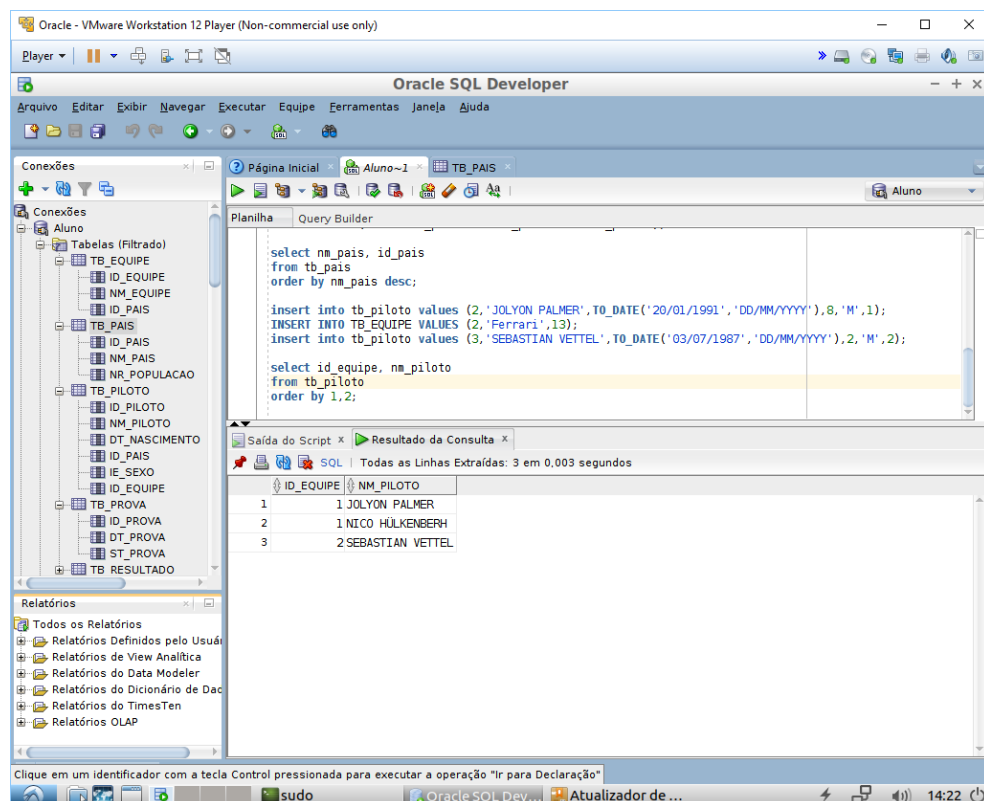 Oracle - VMware Workstation 12 Player (Non-commercial use only)
Player
Oracle SQL Developer
Arquivo Editar Exibir Navegar Executar Equipe Ferramentas Janela Ajuda
Conexões
Página Inicial
Aluno~1
TB_PAIS
Aluno
Conexões
Aluno
Tabelas (Filtrado)
TB_EQUIPE
ID_EQUIPE
NM_EQUIPE
ID_PAIS
TB_PAIS
ID_PAIS
NM_PAIS
NR_POPULACAO
TB_PILOTO
ID_PILOTO
NM_PILOTO
DT_NASCIMENTO
ID_PAIS
IE_SEXO
ID_EQUIPE
TB_PROVA
ID_PROVA
DT_PROVA
ST_PROVA
TB RESULTADO
Planilha Query Builder
select nm_pais, id_pais
from tb_pais
order by nm_pais desc;
insert into tb_piloto values (2,'JOLYON PALMER',TO_DATE('20/01/1991','DD/MM/YYYY'),8,'M',1);
INSERT INTO TB_EQUIPE VALUES (2,'Ferrari',13);
insert into tb_piloto values (3,'SEBASTIAN VETTEL',TO_DATE('03/07/1987','DD/MM/YYYY'),2,'M',2);
select id_equipe, nm_piloto
from tb_piloto
order by 1,2;
Saída do Script x Resultado da Consulta x
SQL | Todas as Linhas Extraídas: 3 em 0,003 segundos
ID_EQUIPE NM_PILOTO
1 1 JOLYON PALMER
2 1 NICO HÜLKENBERH
3 2 SEBASTIAN VETTEL
Relatórios
Todos os Relatórios
Relatórios Definidos pelo Usuár
Relatórios de View Analítica
Relatórios do Data Modeler
Relatórios do Dicionário de Dad
Relatórios do TimesTen
Relatórios OLAP
Clique em um identificador com a tecla Control pressionada para executar a operação "Ir para Declaração"
sudo
Oracle SQL Dev...
Atualizador de ...
14:22